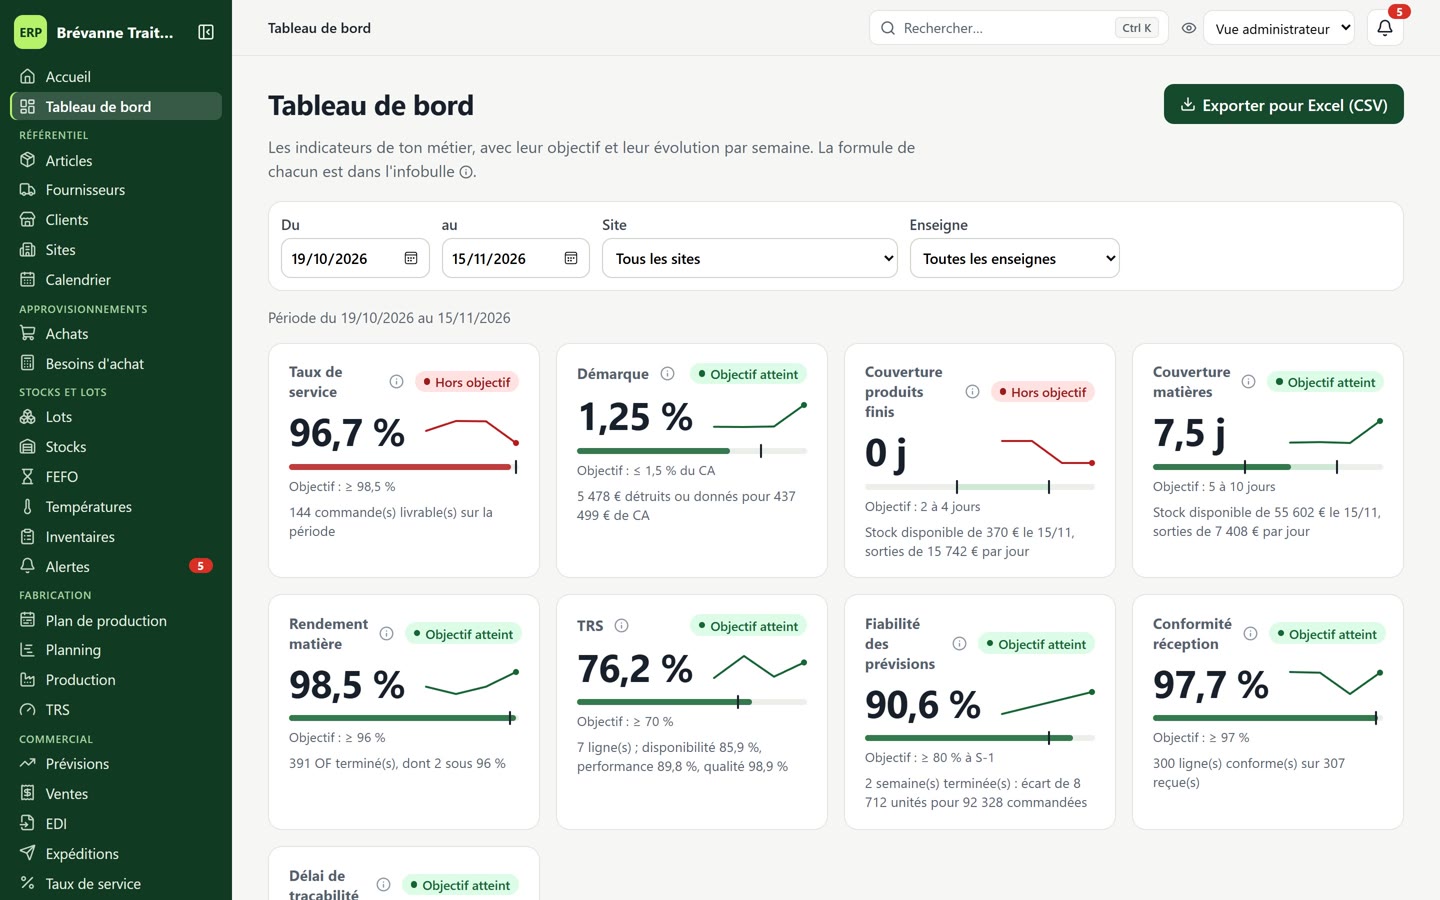 ERP
Brévanne Trait...
Accueil
Tableau de bord
RÉFÉRENTIEL
Articles
Fournisseurs
Clients
Sites
Calendrier
APPROVISIONNEMENTS
Achats
Besoins d'achat
STOCKS ET LOTS
Lots
Stocks
FEFO
Températures
Inventaires
Alertes
5
FABRICATION
Plan de production
Planning
Production
TRS
COMMERCIAL
Prévisions
Ventes
EDI
Expéditions
Taux de service
Tableau de bord
Rechercher...
Ctrl K
Vue administrateur
5
Tableau de bord
Exporter pour Excel (CSV)
Les indicateurs de ton métier, avec leur objectif et leur évolution par semaine. La formule de
chacun est dans l'infobulle ⓘ.
Du
au
Site
Enseigne
19/10/2026
15/11/2026
Tous les sites
Toutes les enseignes
Période du 19/10/2026 au 15/11/2026
Taux de
service
Hors objectif
96,7 %
Objectif : ≥ 98,5 %
144 commande(s) livrable(s) sur la
période
Démarque
Objectif atteint
1,25 %
Objectif : ≤ 1,5 % du CA
5 478 € détruits ou donnés pour 437
499 € de CA
Couverture
produits
finis
Hors objectif
0 j
Objectif : 2 à 4 jours
Stock disponible de 370 € le 15/11,
sorties de 15 742 € par jour
Couverture
matières
Objectif atteint
7,5 j
Objectif : 5 à 10 jours
Stock disponible de 55 602 € le 15/11,
sorties de 7 408 € par jour
Rendement
matière
Objectif atteint
98,5 %
Objectif : ≥ 96 %
391 OF terminé(s), dont 2 sous 96 %
TRS
Objectif atteint
76,2 %
Objectif : ≥ 70 %
7 ligne(s) ; disponibilité 85,9 %,
performance 89,8 %, qualité 98,9 %
Fiabilité
des
prévisions
Objectif atteint
90,6 %
Objectif : ≥ 80 % à S-1
2 semaine(s) terminée(s) : écart de 8
712 unités pour 92 328 commandées
Conformité
réception
Objectif atteint
97,7 %
Objectif : ≥ 97 %
300 ligne(s) conforme(s) sur 307
reçue(s)
Délai de
traçabilité
Objectif atteint